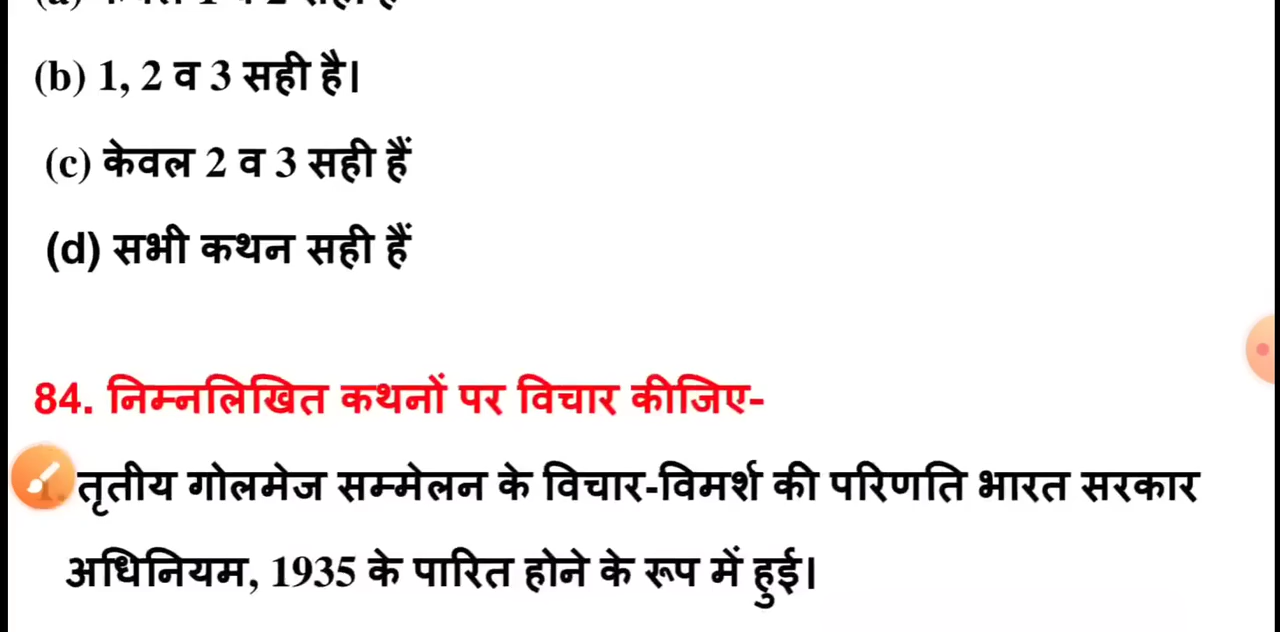 (b) 1, 2 व 3 सही है।
(c) केवल 2 व 3 सही हैं
(d) सभी कथन सही हैं
84. निम्नलिखित कथनों पर विचार कीजिए-
तृतीय गोलमेज सम्मेलन के विचार-विमर्श की परिणति भारत सरकार
अधिनियम, 1935 के पारित होने के रूप में हुई।